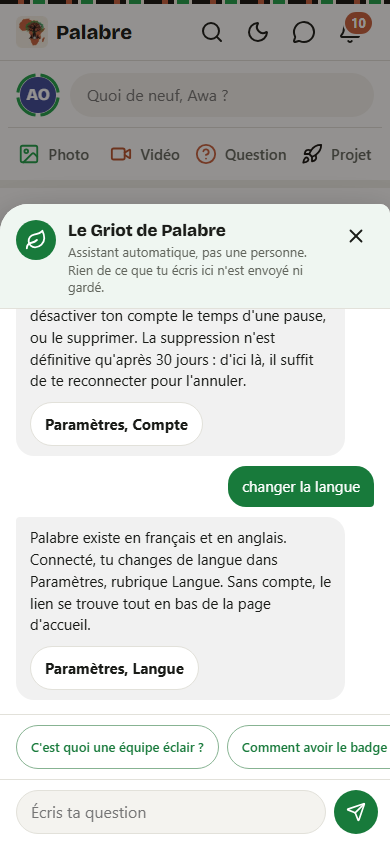 Palabre
10
AO
Quoi de neuf, Awa ?
Photo
Vidéo
Question
Projet
Le Griot de Palabre
Assistant automatique, pas une personne.
Rien de ce que tu écris ici n'est envoyé ni
gardé.
désactiver ton compte le temps d'une pause,
ou le supprimer. La suppression n'est
définitive qu'après 30 jours : d'ici là, il suffit
de te reconnecter pour l'annuler.
Paramètres, Compte
changer la langue
Palabre existe en français et en anglais.
Connecté, tu changes de langue dans
Paramètres, rubrique Langue. Sans compte, le
lien se trouve tout en bas de la page
d'accueil.
Paramètres, Langue
C'est quoi une équipe éclair ?
Comment avoir le badge
Écris ta question